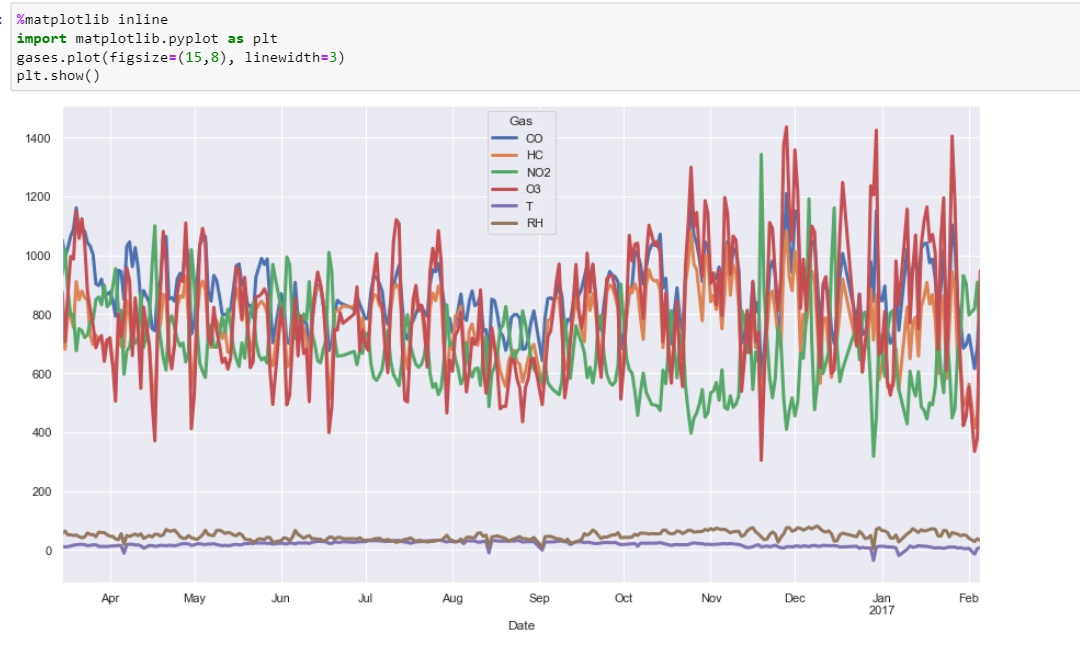 %matplotlib inline
import matplotlib.pyplot as plt
gases.plot(figsize=(15,8), linewidth=3)
plt.show()
Gas
CO
HC
NO2
O3
T
RH
1400
1200
1000
800
600
400
200
0
Apr May Jun Jul Aug Sep Oct Nov Dec Jan Feb
2017
Date